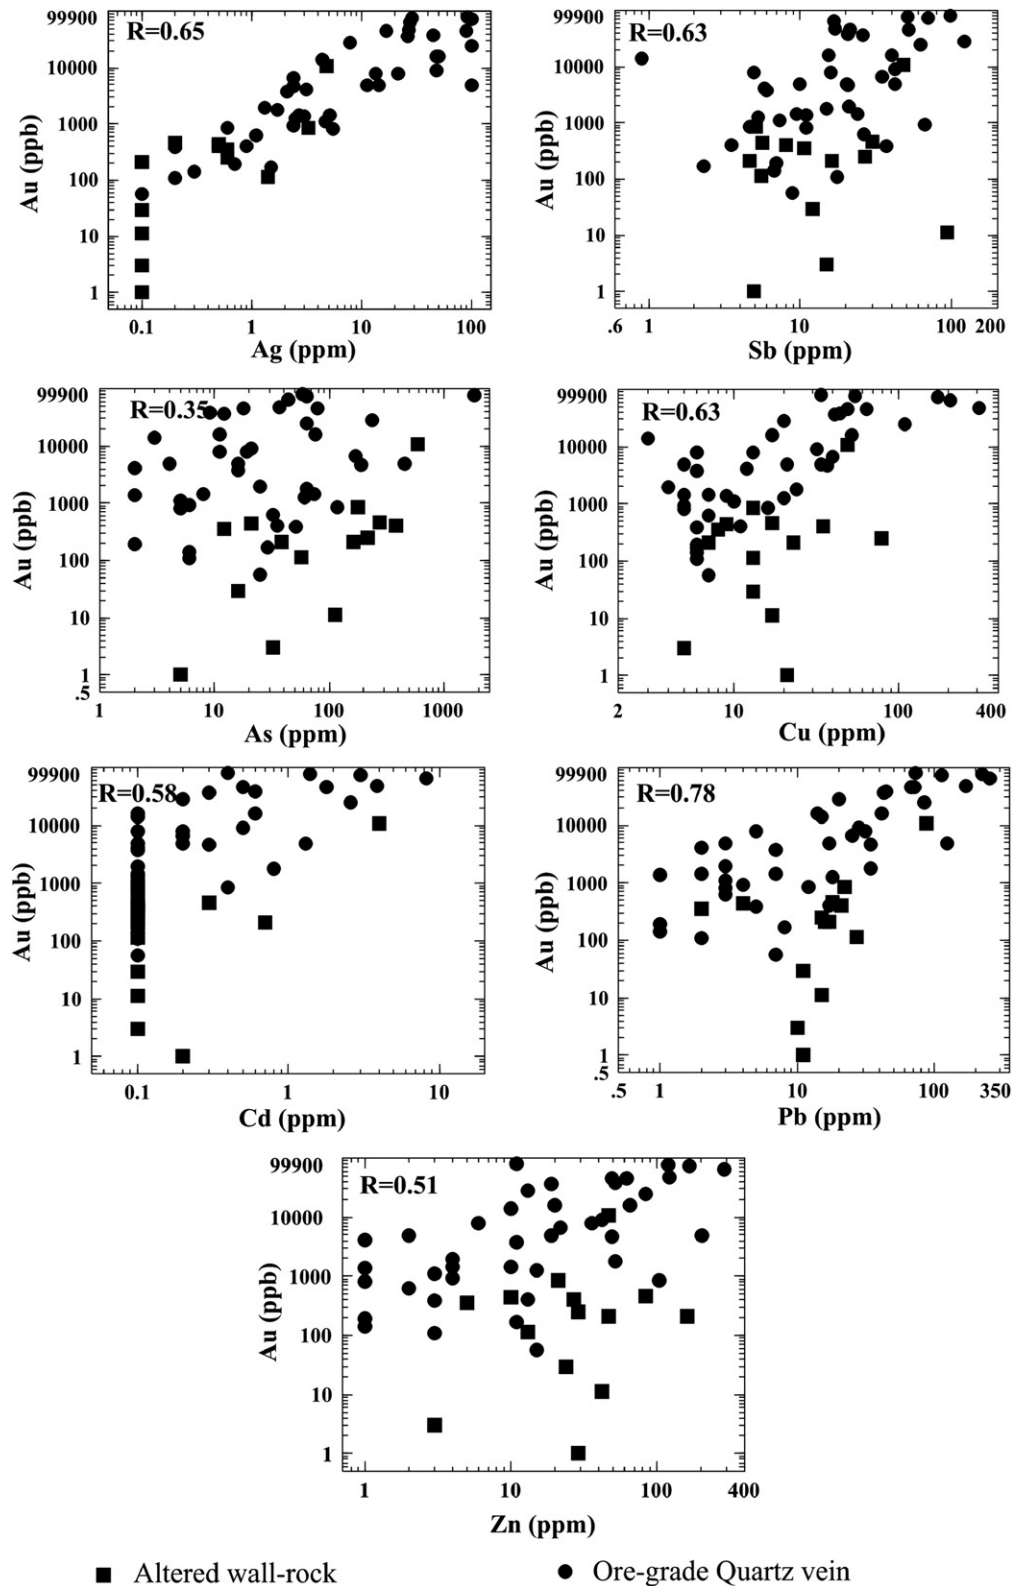 99900
R=0.65
10000
1000
100
10
1
Au (ppb)
0.1 1 10 100
Ag (ppm)
99900
R=0.63
10000
1000
100
10
1
Au (ppb)
.6 1 10 100 200
Sb (ppm)
99900
R=0.35
10000
1000
100
10
1
.5
Au (ppb)
1 10 100 1000
As (ppm)
99900
R=0.63
10000
1000
100
10
1
Au (ppb)
2 10 100 400
Cu (ppm)
99900
R=0.58
10000
1000
100
10
1
Au (ppb)
0.1 1 10
Cd (ppm)
99900
R=0.78
10000
1000
100
10
1
.5
Au (ppb)
.5 1 10 100 350
Pb (ppm)
99900
R=0.51
10000
1000
100
10
1
Au (ppb)
1 10 100 400
Zn (ppm)
Altered wall-rock
Ore-grade Quartz vein